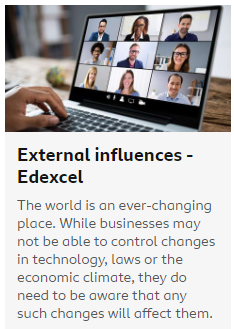 External influences -
Edexcel
The world is an ever-changing
place. While businesses may
not be able to control changes
in technology, laws or the
economic climate, they do
need to be aware that any
such changes will affect them.